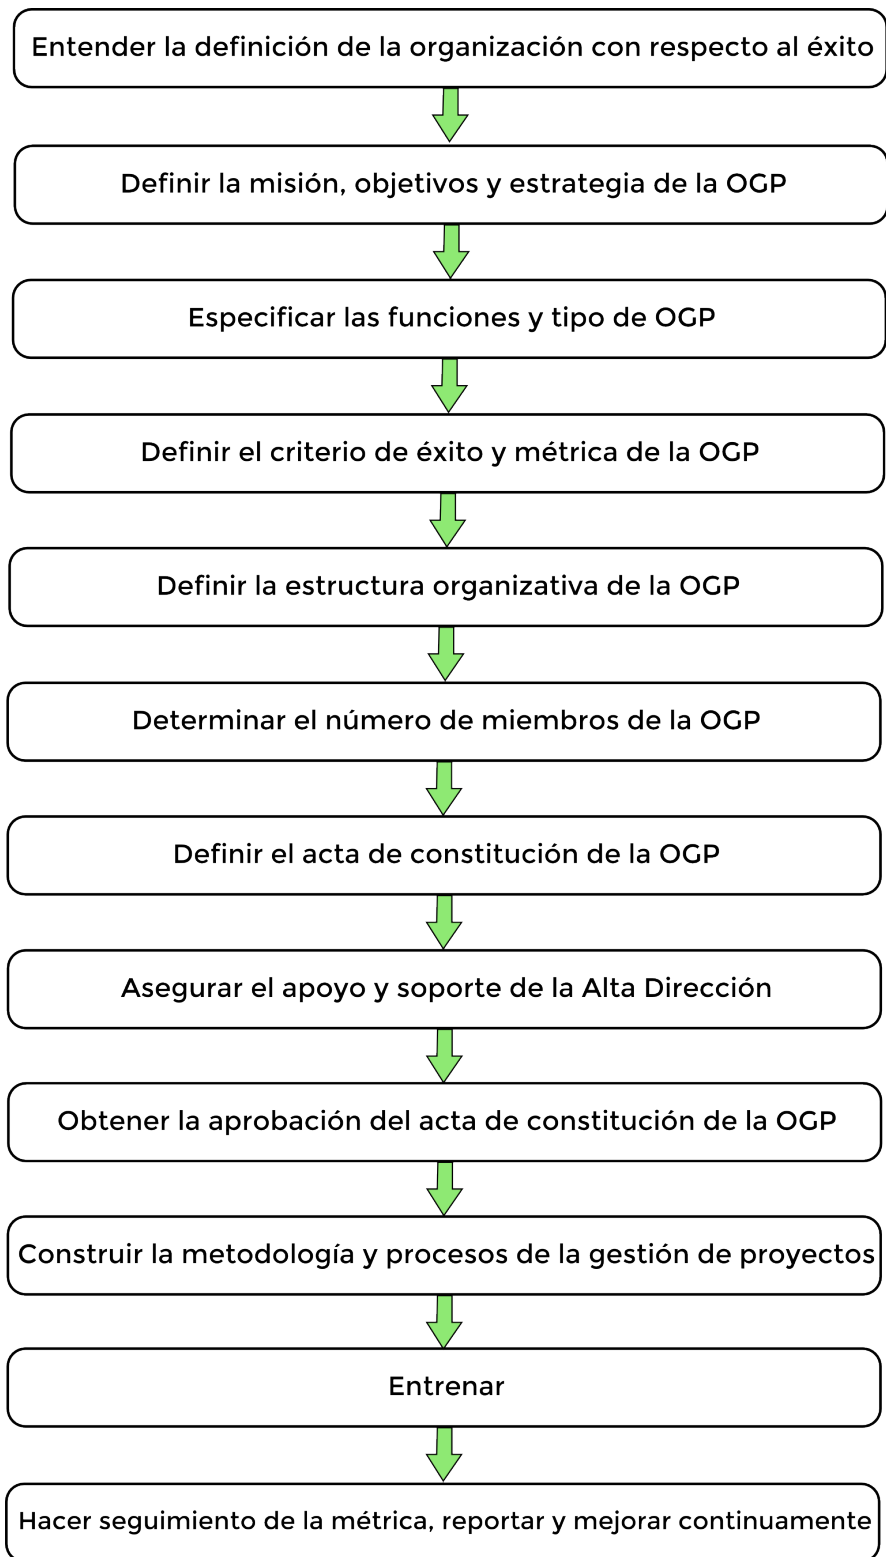 Entender la definición de la organización con respecto al éxito
Definir la misión, objetivos y estrategia de la OGP
Especificar las funciones y tipo de OGP
Definir el criterio de éxito y métrica de la OGP
Definir la estructura organizativa de la OGP
Determinar el número de miembros de la OGP
Definir el acta de constitución de la OGP
Asegurar el apoyo y soporte de la Alta Dirección
Obtener la aprobación del acta de constitución de la OGP
Construir la metodología y procesos de la gestión de proyectos
Entrenar
Hacer seguimiento de la métrica, reportar y mejorar continuamente